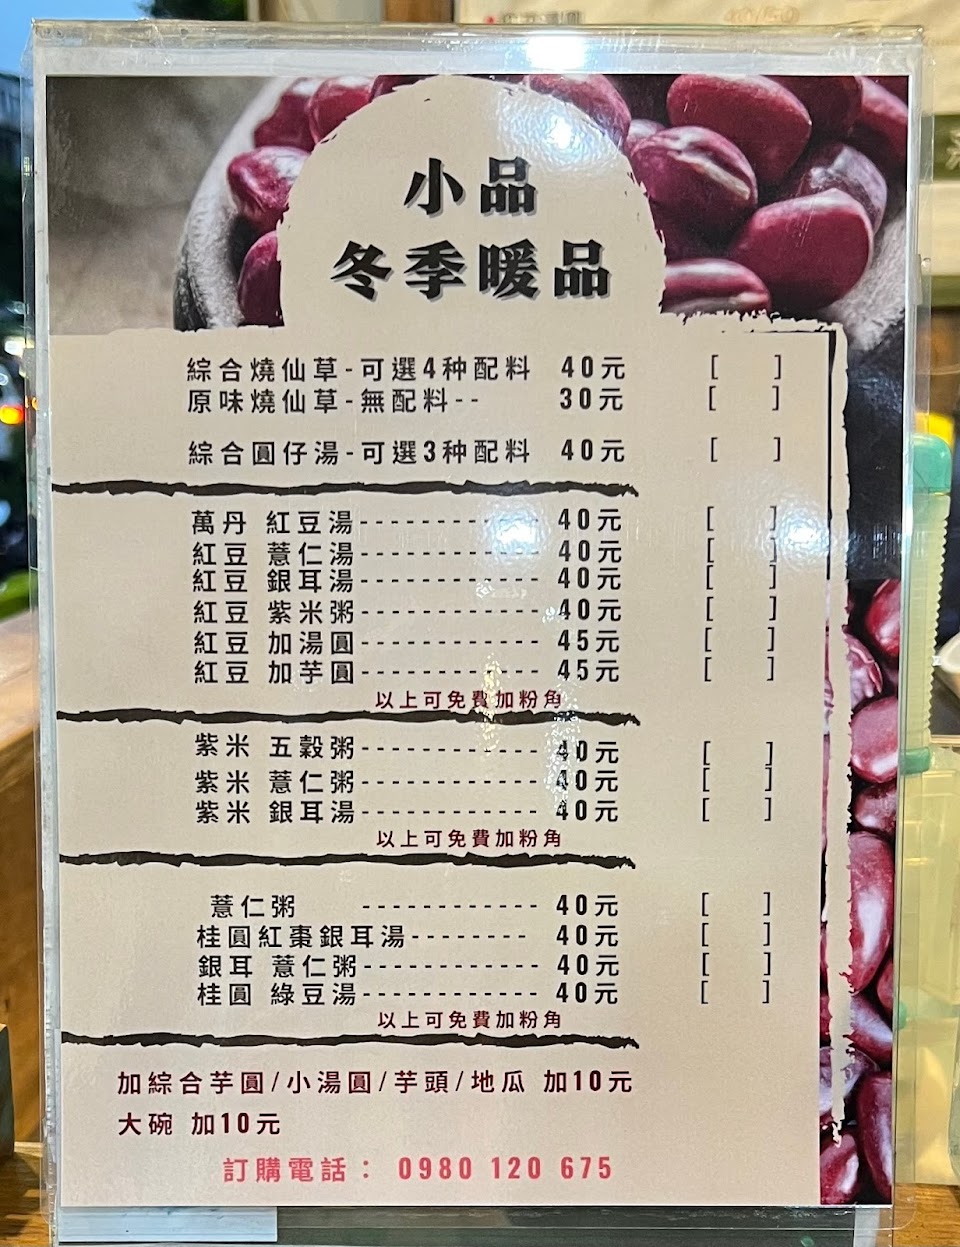 小品
冬季暖品
綜合燒仙草-可選4种配料 40元 [ ]
原味燒仙草-無配料-- 30元 [ ]
綜合圓仔湯-可選3种配料 40元 [ ]
萬丹 紅豆湯------------ 40元 [ ]
紅豆 薏仁湯------------ 40元 [ ]
紅豆 銀耳湯------------ 40元 [ ]
紅豆 紫米粥------------ 40元 [ ]
紅豆 加湯圓------------ 45元 [ ]
紅豆 加芋圓------------ 45元 [ ]
以上可免費加粉角
紫米 五穀粥------------ 40元 [ ]
紫米 薏仁粥------------ 40元 [ ]
紫米 銀耳湯------------ 40元 [ ]
以上可免費加粉角
薏仁粥 ------------ 40元 [ ]
桂圓紅棗銀耳湯-------- 40元 [ ]
銀耳 薏仁粥------------ 40元 [ ]
桂圓 綠豆湯------------ 40元 [ ]
以上可免費加粉角
加綜合芋圓/小湯圓/芋頭/地瓜 加10元
大碗 加10元
訂購電話： 0980 120 675